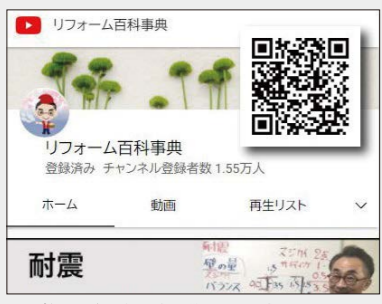 リフォーム百科事典
リフォーム百科事典
登録済み チャンネル登録者数 1.55万人
ホーム 動画 再生リスト
耐震
壁の量
バランス